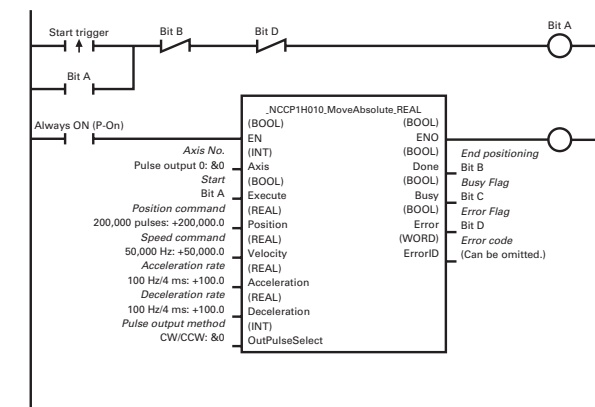 Start trigger
Bit B
Bit D
Bit A
Bit A
Always ON (P-On)
_NCCP1H010_MoveAbsolute_REAL
(BOOL)
(BOOL)
EN
ENO
Axis No.
(INT)
(BOOL)
End positioning
Pulse output 0: &0
Axis
Done
Bit B
Start
(BOOL)
(BOOL)
Busy Flag
Bit A
Execute
Busy
Bit C
Position command
(REAL)
(BOOL)
Error Flag
200,000 pulses: +200,000.0
Position
Error
Bit D
Speed command
(REAL)
(WORD)
Error code
50,000 Hz: +50,000.0
Velocity
ErrorID
(Can be omitted.)
Acceleration rate
(REAL)
100 Hz/4 ms: +100.0
Acceleration
Deceleration rate
(REAL)
100 Hz/4 ms: +100.0
Deceleration
Pulse output method
(INT)
CW/CCW: &0
OutPulseSelect